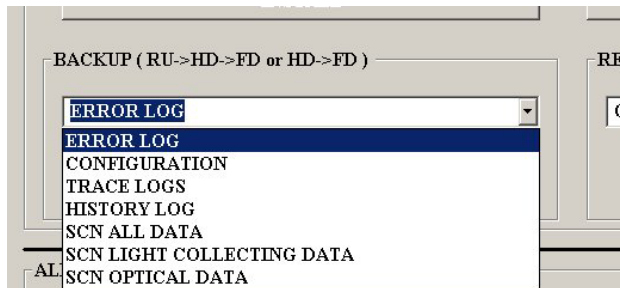 BACKUP ( RU->HD->FD or HD->FD )
RE
ERROR LOG
ERROR LOG
CONFIGURATION
TRACE LOGS
HISTORY LOG
SCN ALL DATA
SCN LIGHT COLLECTING DATA
SCN OPTICAL DATA